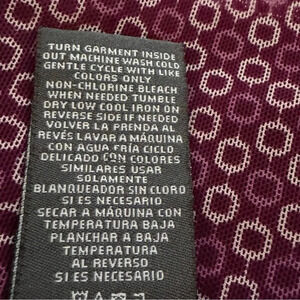 TURN GARMENT INSIDE
OUT MACHINE WASH COLD
GENTLE CYCLE WITH LIKE
COLORS ONLY
NON-CHLORINE BLEACH
WHEN NEEDED TUMBLE
DRY LOW COOL IRON ON
REVERSE SIDE IF NEEDED
VOLVER LA PRENDA AL
REVÉS LAVAR A MÁQUINA
CON AGUA FRÍA CICLO
DELICADO CON COLORES
SIMILARES USAR
SOLAMENTE
BLANQUEADOR SIN CLORO
SI ES NECESARIO
SECAR A MÁQUINA CON
TEMPERATURA BAJA
PLANCHAR A BAJA
TEMPERATURA
AL REVERSO
SI ES NECESARIO